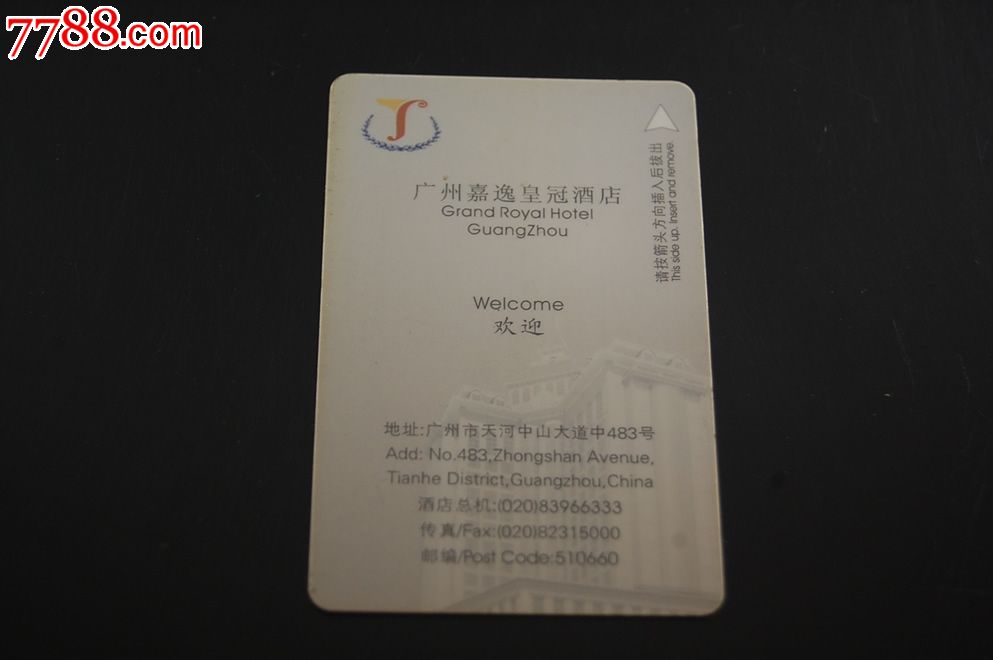 7788.com
广州嘉逸皇冠酒店
Grand Royal Hotel
GuangZhou
请按箭头方向插入后拔出
This side up. Insert and remove.
Welcome
欢迎
地址:广州市天河中山大道中483号
Add: No.483,Zhongshan Avenue,
Tianhe District,Guangzhou,China
酒店总机:(020)83966333
传真/Fax:(020)82315000
邮编/Post Code:510660